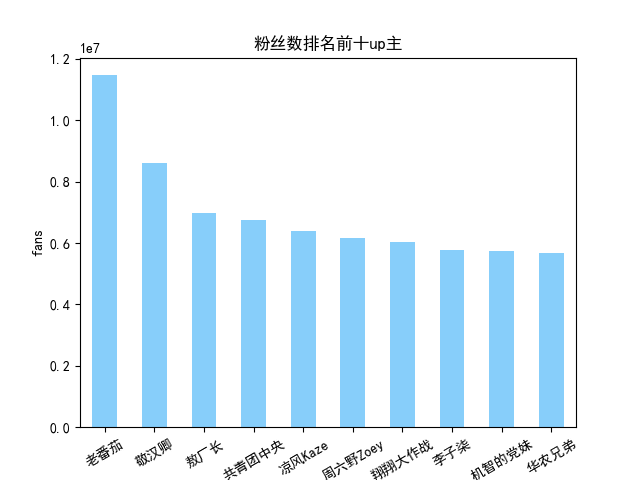 粉丝数排名前十up主
1e7
1.2
1.0
0.8
0.6
0.4
0.2
0.0
fans
老番茄
敬汉卿
敖厂长
共青团中央
凉风Kaze
周六野Zoey
翔翔大作战
李子柒
机智的党妹
华农兄弟